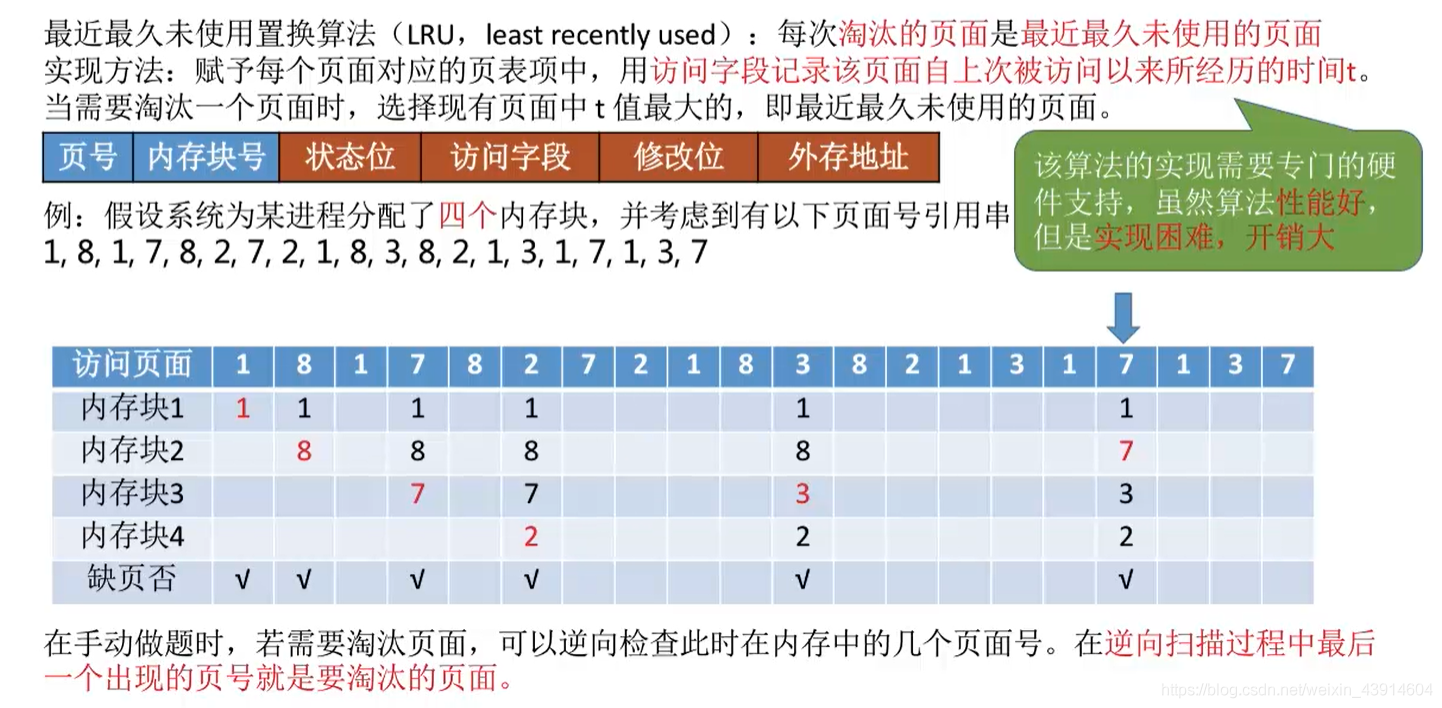 最近最久未使用置换算法（LRU，least recently used）：每次淘汰的页面是最近最久未使用的页面
实现方法：赋予每个页面对应的页表项中，用访问字段记录该页面自上次被访问以来所经历的时间t。
当需要淘汰一个页面时，选择现有页面中 t 值最大的，即最近最久未使用的页面。
页号 内存块号 状态位 访问字段 修改位 外存地址
该算法的实现需要专门的硬
件支持，虽然算法性能好，
但是实现困难，开销大
例：假设系统为某进程分配了四个内存块，并考虑到有以下页面号引用串
1, 8, 1, 7, 8, 2, 7, 2, 1, 8, 3, 8, 2, 1, 3, 1, 7, 1, 3, 7
访问页面 1 8 1 7 8 2 7 2 1 8 3 8 2 1 3 1 7 1 3 7
内存块1 1 1 1 1 1 1
内存块2 8 8 8 8 7
内存块3 7 7 3 3
内存块4 2 2 2
缺页否 √ √ √ √ √ √
在手动做题时，若需要淘汰页面，可以逆向检查此时在内存中的几个页面号。在逆向扫描过程中最后
一个出现的页号就是要淘汰的页面。
https://blog.csdn.net/weixin_43914604